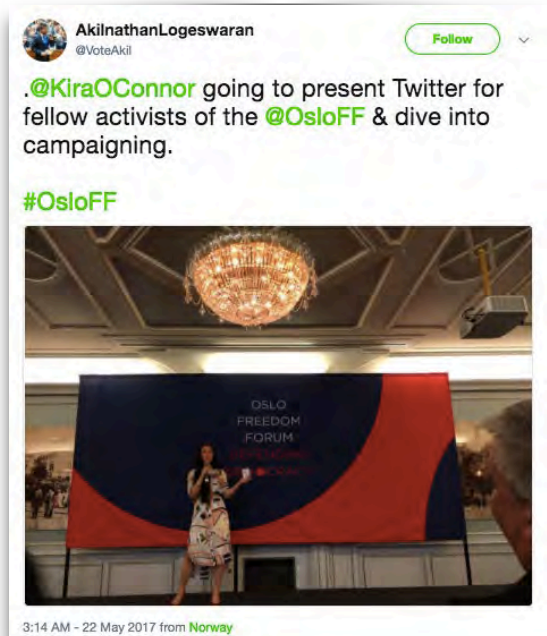 AkilnathanLogeswaran
@VoteAkil
Follow
.@KiraOConnor going to present Twitter for
fellow activists of the @OsloFF & dive into
campaigning.
#OsloFF
OSLO
FREEDOM
FORUM
3:14 AM - 22 May 2017 from Norway